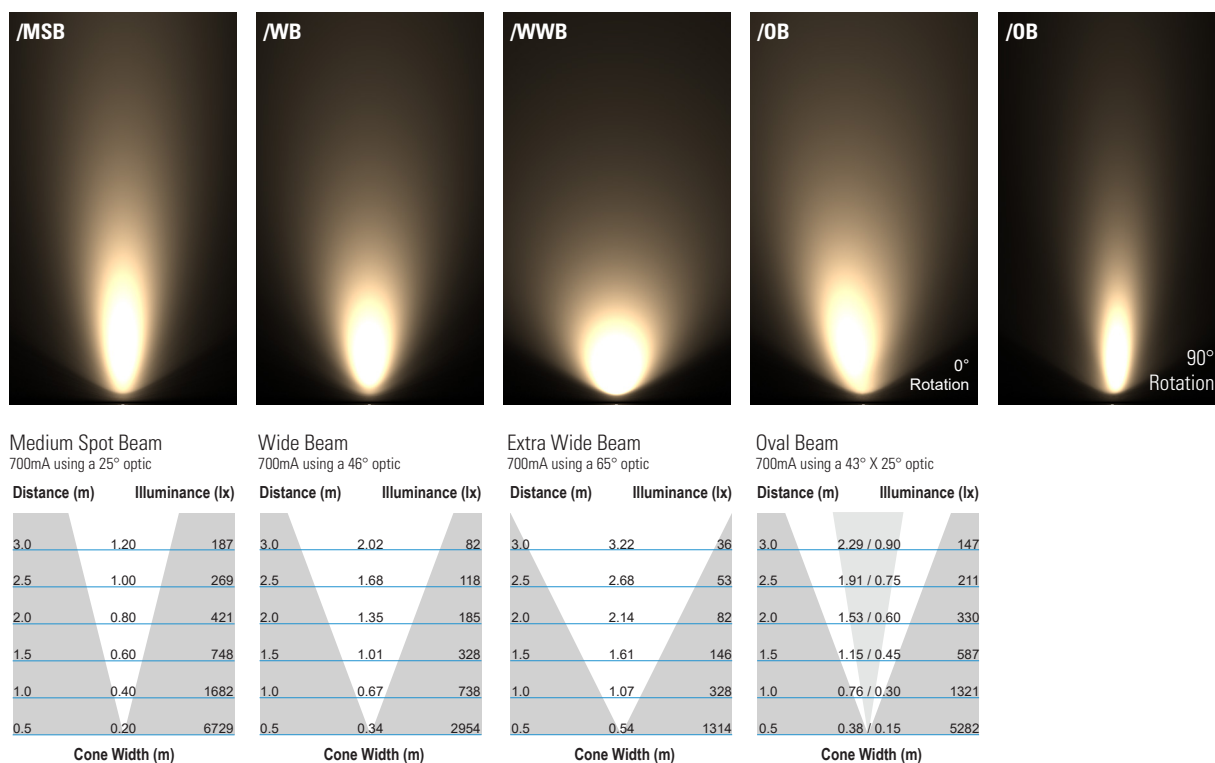 /MSB
/WB
/WWB
/OB
0°
Rotation
/OB
90°
Rotation
Medium Spot Beam
700mA using a 25° optic
Distance (m) Illuminance (lx)
3.0 1.20 187
2.5 1.00 269
2.0 0.80 421
1.5 0.60 748
1.0 0.40 1682
0.5 0.20 6729
Cone Width (m)
Wide Beam
700mA using a 46° optic
Distance (m) Illuminance (lx)
3.0 2.02 82
2.5 1.68 118
2.0 1.35 185
1.5 1.01 328
1.0 0.67 738
0.5 0.34 2954
Cone Width (m)
Extra Wide Beam
700mA using a 65° optic
Distance (m) Illuminance (lx)
3.0 3.22 36
2.5 2.68 53
2.0 2.14 82
1.5 1.61 146
1.0 1.07 328
0.5 0.54 1314
Cone Width (m)
Oval Beam
700mA using a 43° X 25° optic
Distance (m) Illuminance (lx)
3.0 2.29 / 0.90 147
2.5 1.91 / 0.75 211
2.0 1.53 / 0.60 330
1.5 1.15 / 0.45 587
1.0 0.76 / 0.30 1321
0.5 0.38 / 0.15 5282
Cone Width (m)